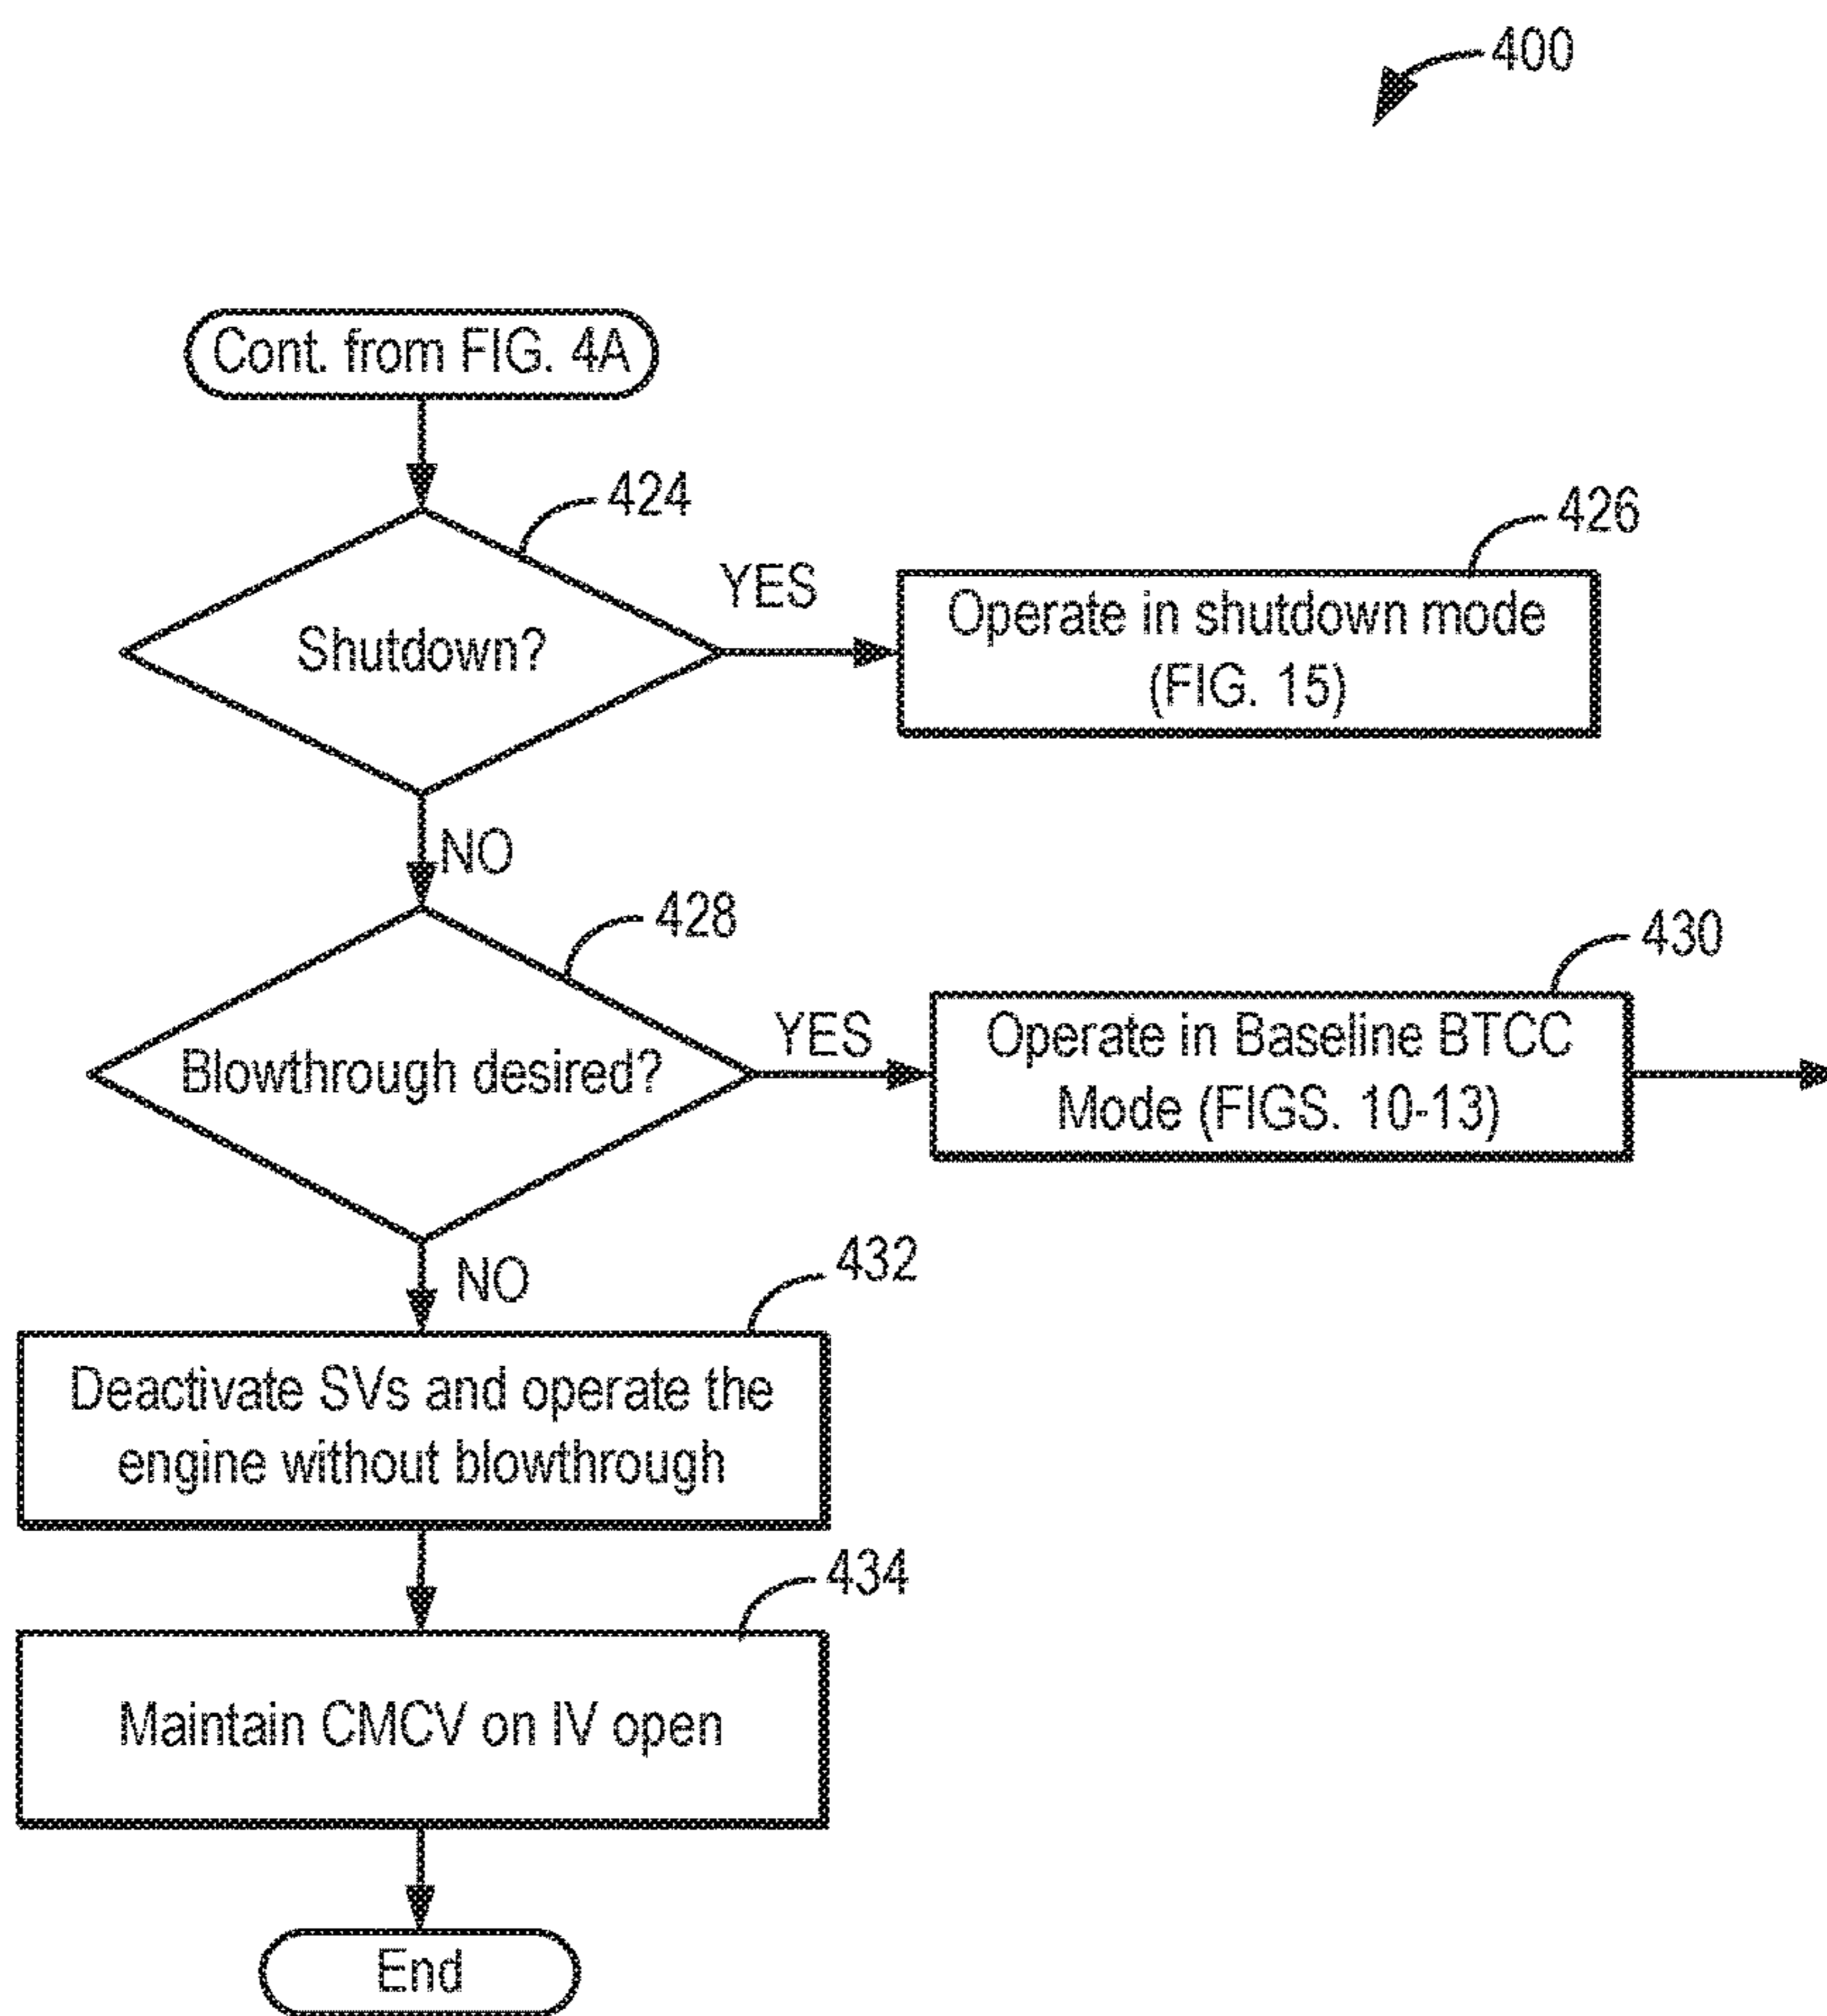 400
Cont. from FIG. 4A
424
Shutdown?
YES
426
Operate in shutdown mode
(FIG. 15)
NO
428
Blowthrough desired?
YES
430
Operate in Baseline BTCC
Mode (FIGS. 10-13)
NO
432
Deactivate SVs and operate the
engine without blowthrough
434
Maintain CMCV on IV open
End